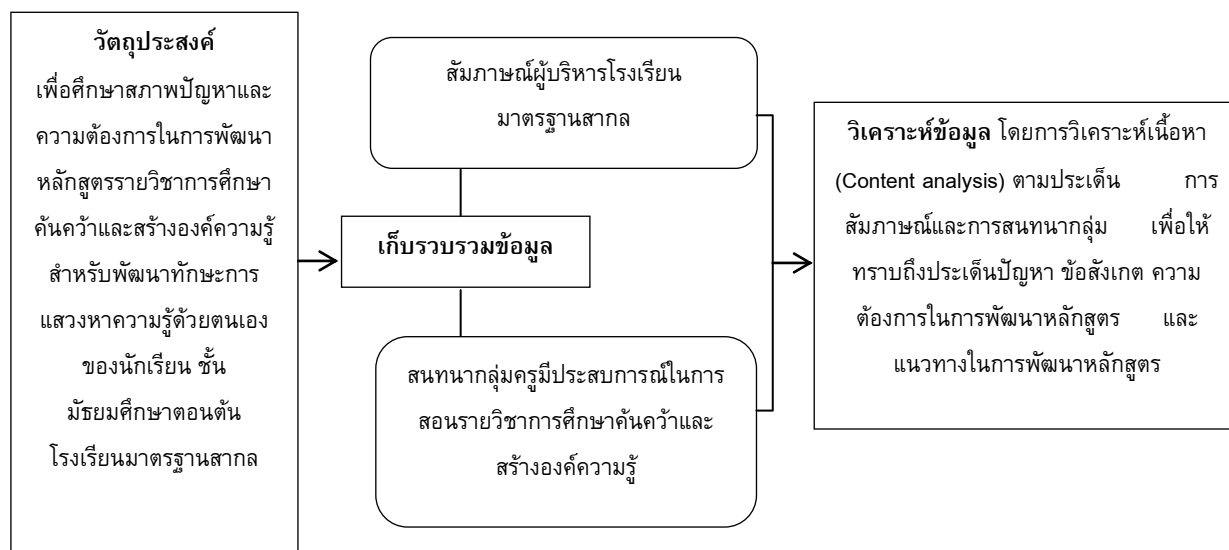 วัตถุประสงค์
เพื่อศึกษาสภาพปัญหาและ
ความต้องการในการพัฒนา
หลักสูตรรายวิชาการศึกษา
ค้นคว้าและสร้างองค์ความรู้
สำหรับพัฒนาทักษะการ
แสวงหาความรู้ด้วยตนเอง
ของนักเรียน ชั้น
มัธยมศึกษาตอนต้น
โรงเรียนมาตรฐานสากล
สัมภาษณ์ผู้บริหารโรงเรียน
มาตรฐานสากล
เก็บรวบรวมข้อมูล
สนทนากลุ่มครูมีประสบการณ์ในการ
สอนรายวิชาการศึกษาค้นคว้าและ
สร้างองค์ความรู้
วิเคราะห์ข้อมูล โดยการวิเคราะห์เนื้อหา
(Content analysis) ตามประเด็น การ
สัมภาษณ์และการสนทนากลุ่ม เพื่อให้
ทราบถึงประเด็นปัญหา ข้อสังเกต ความ
ต้องการในการพัฒนาหลักสูตร และ
แนวทางในการพัฒนาหลักสูตร